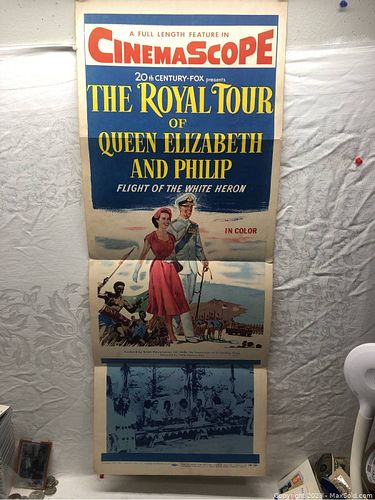 A FULL LENGTH FEATURE IN
CINEMASCOPE
20th CENTURY-FOX presents
THE ROYAL TOUR
OF
QUEEN ELIZABETH
AND PHILIP
FLIGHT OF THE WHITE HERON
IN COLOR
Copyright 2023 - MaxSold.com